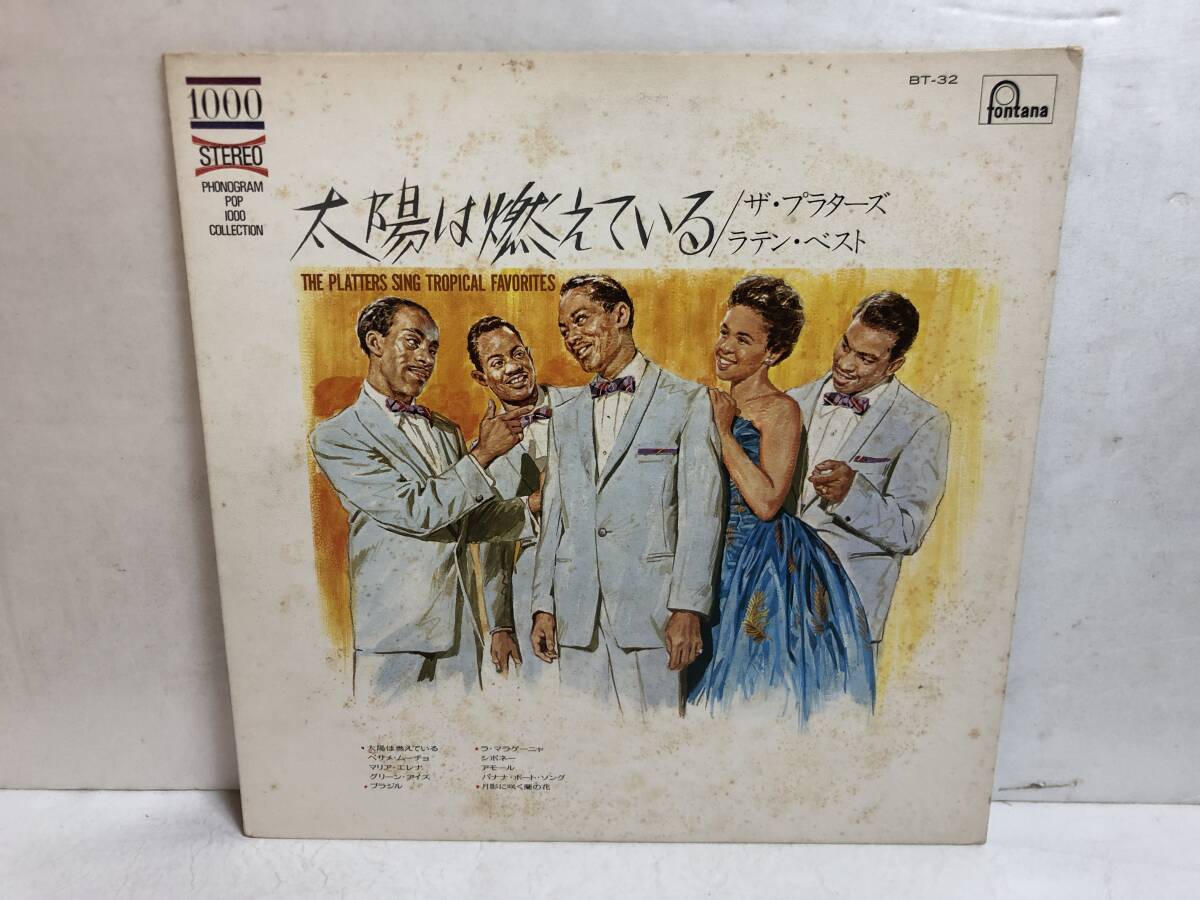 1000
STEREO
PHONOGRAM
POP
1000
COLLECTION
BT-32
fontana
太陽は燃えている/ザ・プラターズ
ラテン・ベスト
THE PLATTERS SING TROPICAL FAVORITES
・太陽は燃えている
ベサメ・ムーチョ
マリア・エレナ
グリーン・アイズ
・ブラジル
・ラ・マラゲーニャ
シボネー
アモール
バナナ・ボート・ソング
・月影に咲く蘭の花